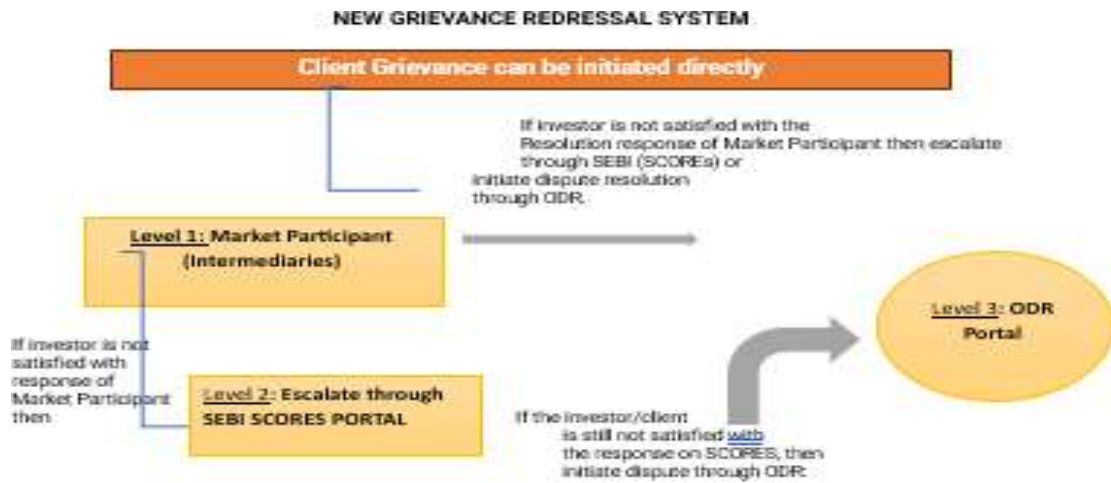 NEW GRIEVANCE REDRESSAL SYSTEM
Client Grievance can be initiated directly
If investor is not satisfied with the
Resolution response of Market Participant then escalate
through SEBI (SCOREs) or
initiate dispute resolution
through ODR.
Level 1: Market Participant
(Intermediaries)
Level 3: ODR
Portal
If investor is not
satisfied with
response of
Market Participant
then
Level 2: Escalate through
SEBI SCORES PORTAL
If the investor/client
is still not satisfied with
the response on SCORES, then
initiate dispute through ODR: